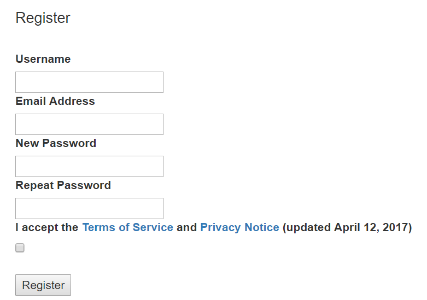 Register
Username
Email Address
New Password
Repeat Password
I accept the Terms of Service and Privacy Notice (updated April 12, 2017)
Register